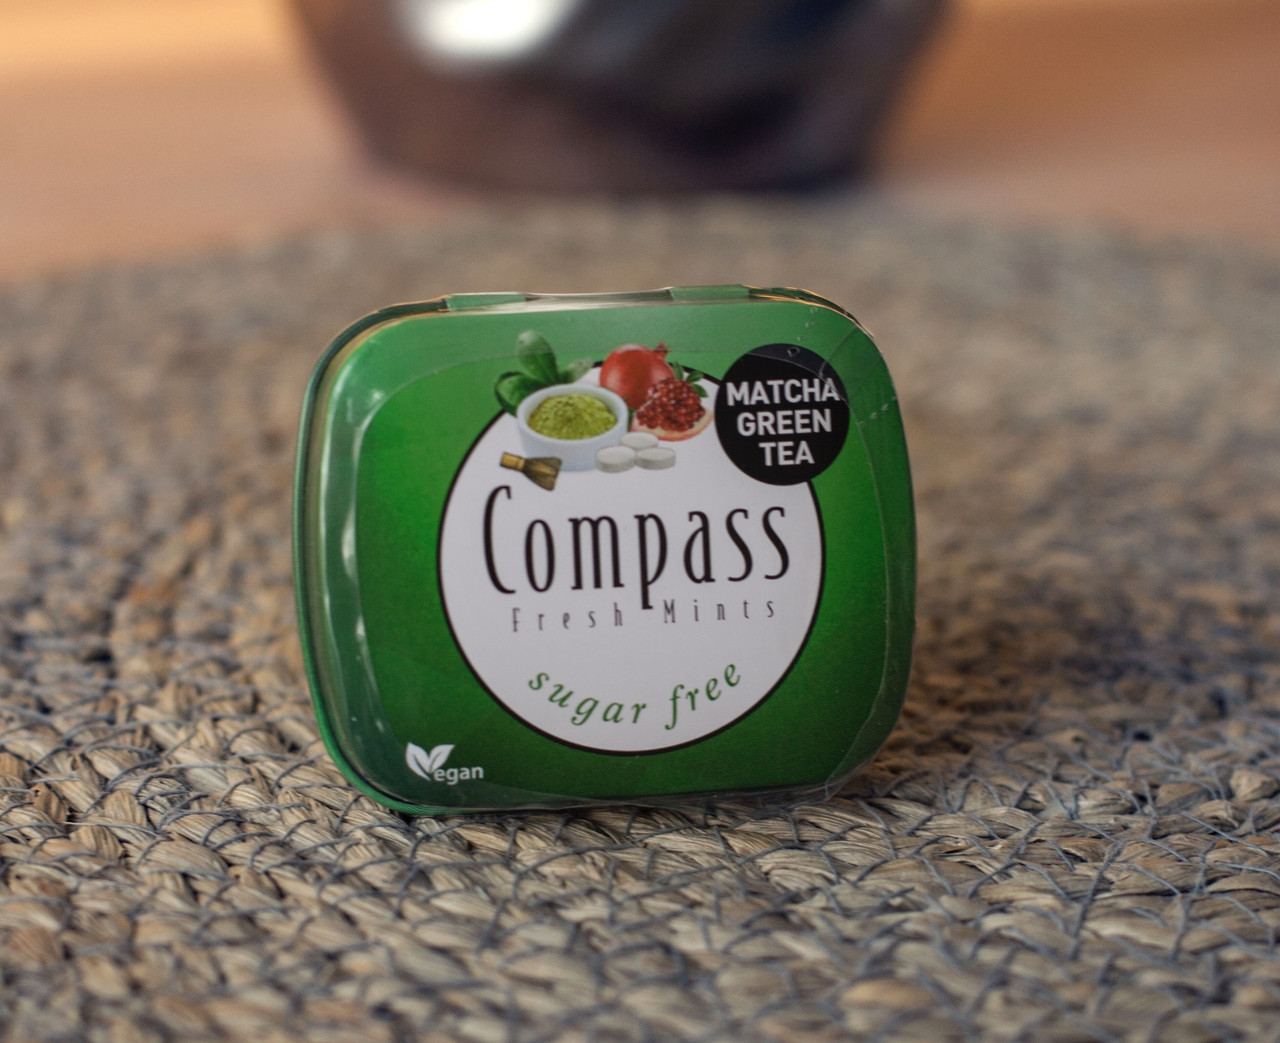 MATCHA
GREEN
TEA
Compass
Fresh Mints
sugar free
Vegan